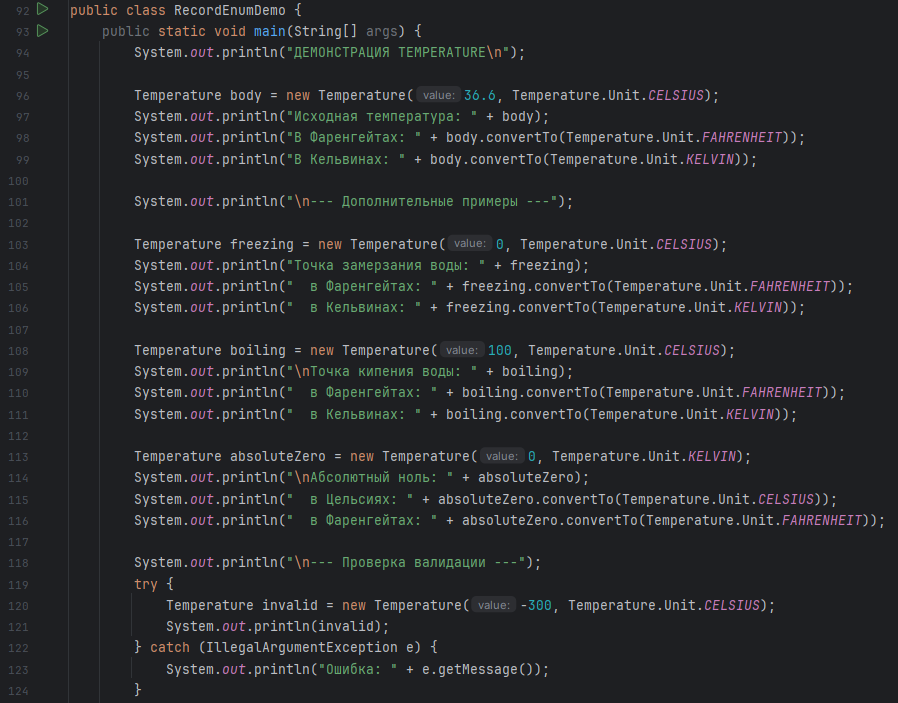 92 public class RecordEnumDemo {
93 public static void main(String[] args) {
94 System.out.println("ДЕМОНСТРАЦИЯ TEMPERATURE\n");
95
96 Temperature body = new Temperature( value: 36.6, Temperature.Unit.CELSIUS);
97 System.out.println("Исходная температура: " + body);
98 System.out.println("В Фаренгейтах: " + body.convertTo(Temperature.Unit.FAHRENHEIT));
99 System.out.println("В Кельвинах: " + body.convertTo(Temperature.Unit.KELVIN));
100
101 System.out.println("\n--- Дополнительные примеры ---");
102
103 Temperature freezing = new Temperature( value: 0, Temperature.Unit.CELSIUS);
104 System.out.println("Точка замерзания воды: " + freezing);
105 System.out.println("  в Фаренгейтах: " + freezing.convertTo(Temperature.Unit.FAHRENHEIT));
106 System.out.println("  в Кельвинах: " + freezing.convertTo(Temperature.Unit.KELVIN));
107
108 Temperature boiling = new Temperature( value: 100, Temperature.Unit.CELSIUS);
109 System.out.println("\nТочка кипения воды: " + boiling);
110 System.out.println("  в Фаренгейтах: " + boiling.convertTo(Temperature.Unit.FAHRENHEIT));
111 System.out.println("  в Кельвинах: " + boiling.convertTo(Temperature.Unit.KELVIN));
112
113 Temperature absoluteZero = new Temperature( value: 0, Temperature.Unit.KELVIN);
114 System.out.println("\nАбсолютный ноль: " + absoluteZero);
115 System.out.println("  в Цельсиях: " + absoluteZero.convertTo(Temperature.Unit.CELSIUS));
116 System.out.println("  в Фаренгейтах: " + absoluteZero.convertTo(Temperature.Unit.FAHRENHEIT));
117
118 System.out.println("\n--- Проверка валидации ---");
119 try {
120 Temperature invalid = new Temperature( value: -300, Temperature.Unit.CELSIUS);
121 System.out.println(invalid);
122 } catch (IllegalArgumentException e) {
123 System.out.println("Ошибка: " + e.getMessage());
124 }